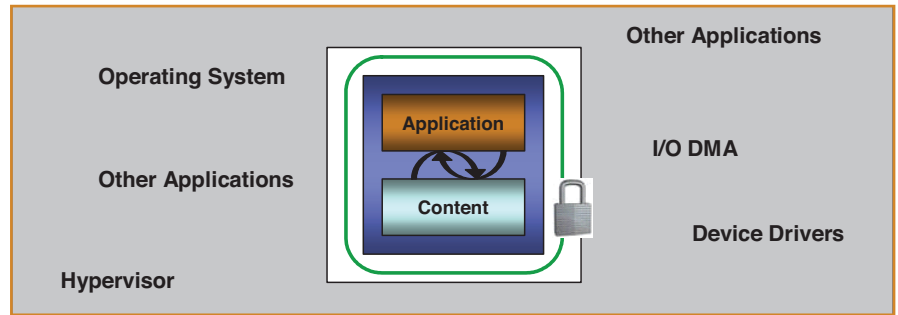 Other Applications
Operating System
Application
I/O DMA
Other Applications
Content
Device Drivers
Hypervisor